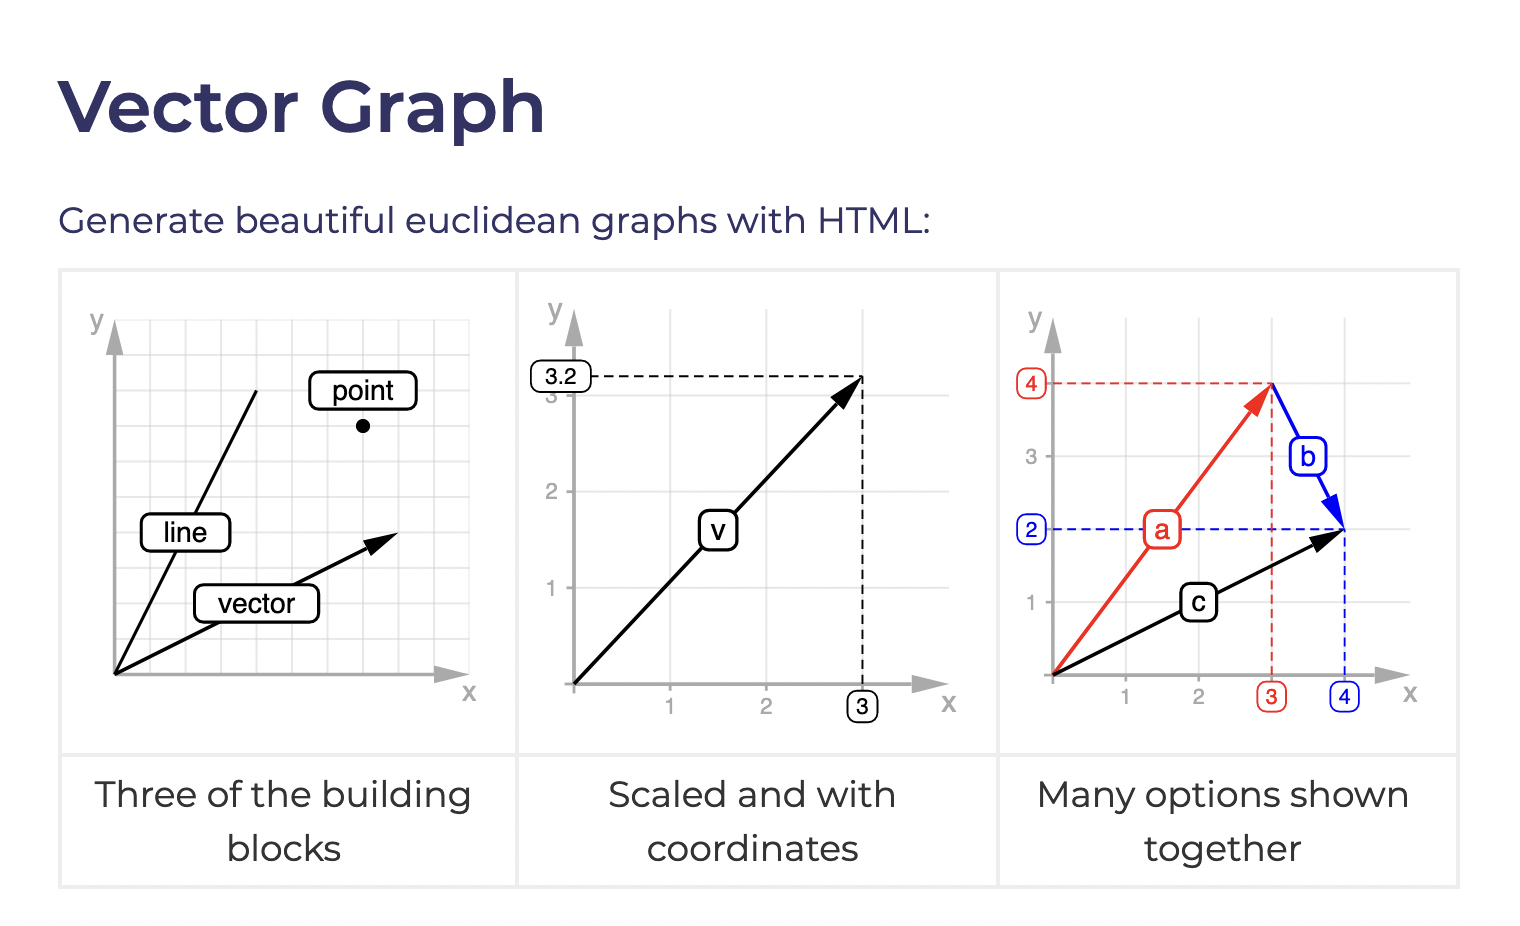 Vector Graph
Generate beautiful euclidean graphs with HTML:
y
point
line
vector
x
y
3.2
3
2
v
1
1
2
3
x
y
4
3
b
2
a
1
c
1
2
3
4
x
Three of the building
blocks
Scaled and with
coordinates
Many options shown
together